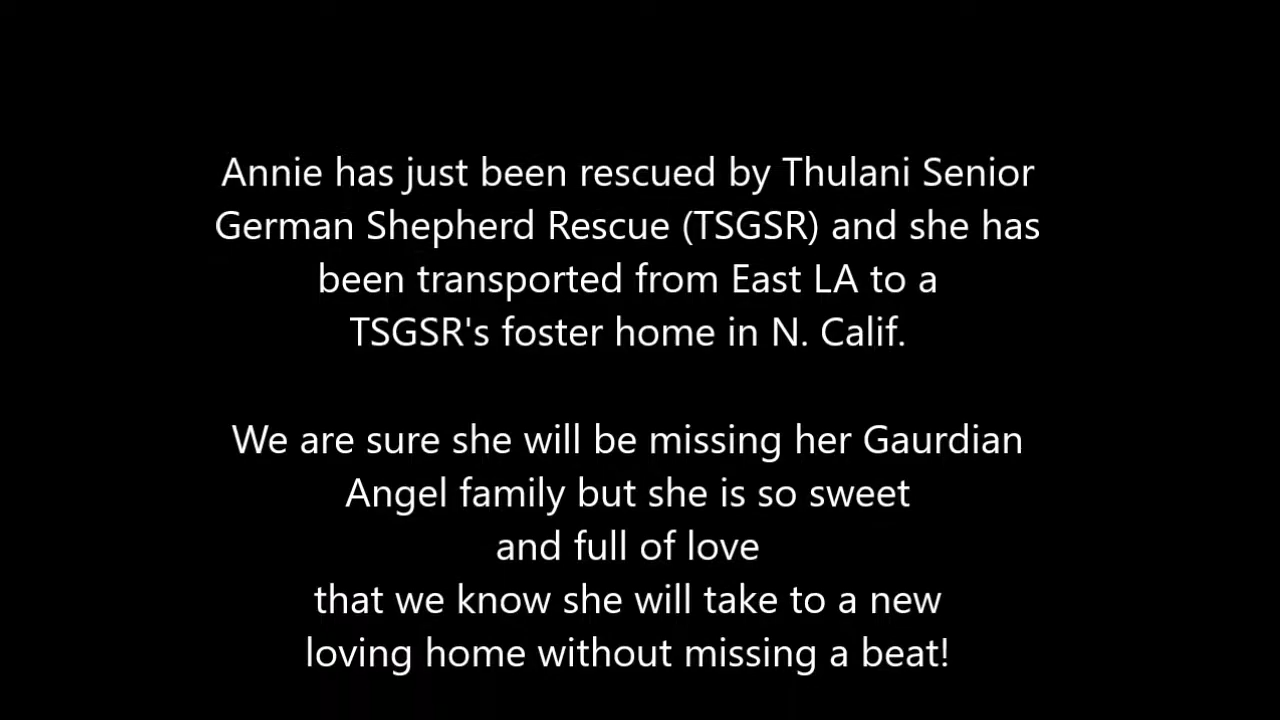 Annie has just been rescued by Thulani Senior
German Shepherd Rescue (TSGSR) and she has
been transported from East LA to a
TSGSR's foster home in N. Calif.
We are sure she will be missing her Gaurdian
Angel family but she is so sweet
and full of love
that we know she will take to a new
loving home without missing a beat!